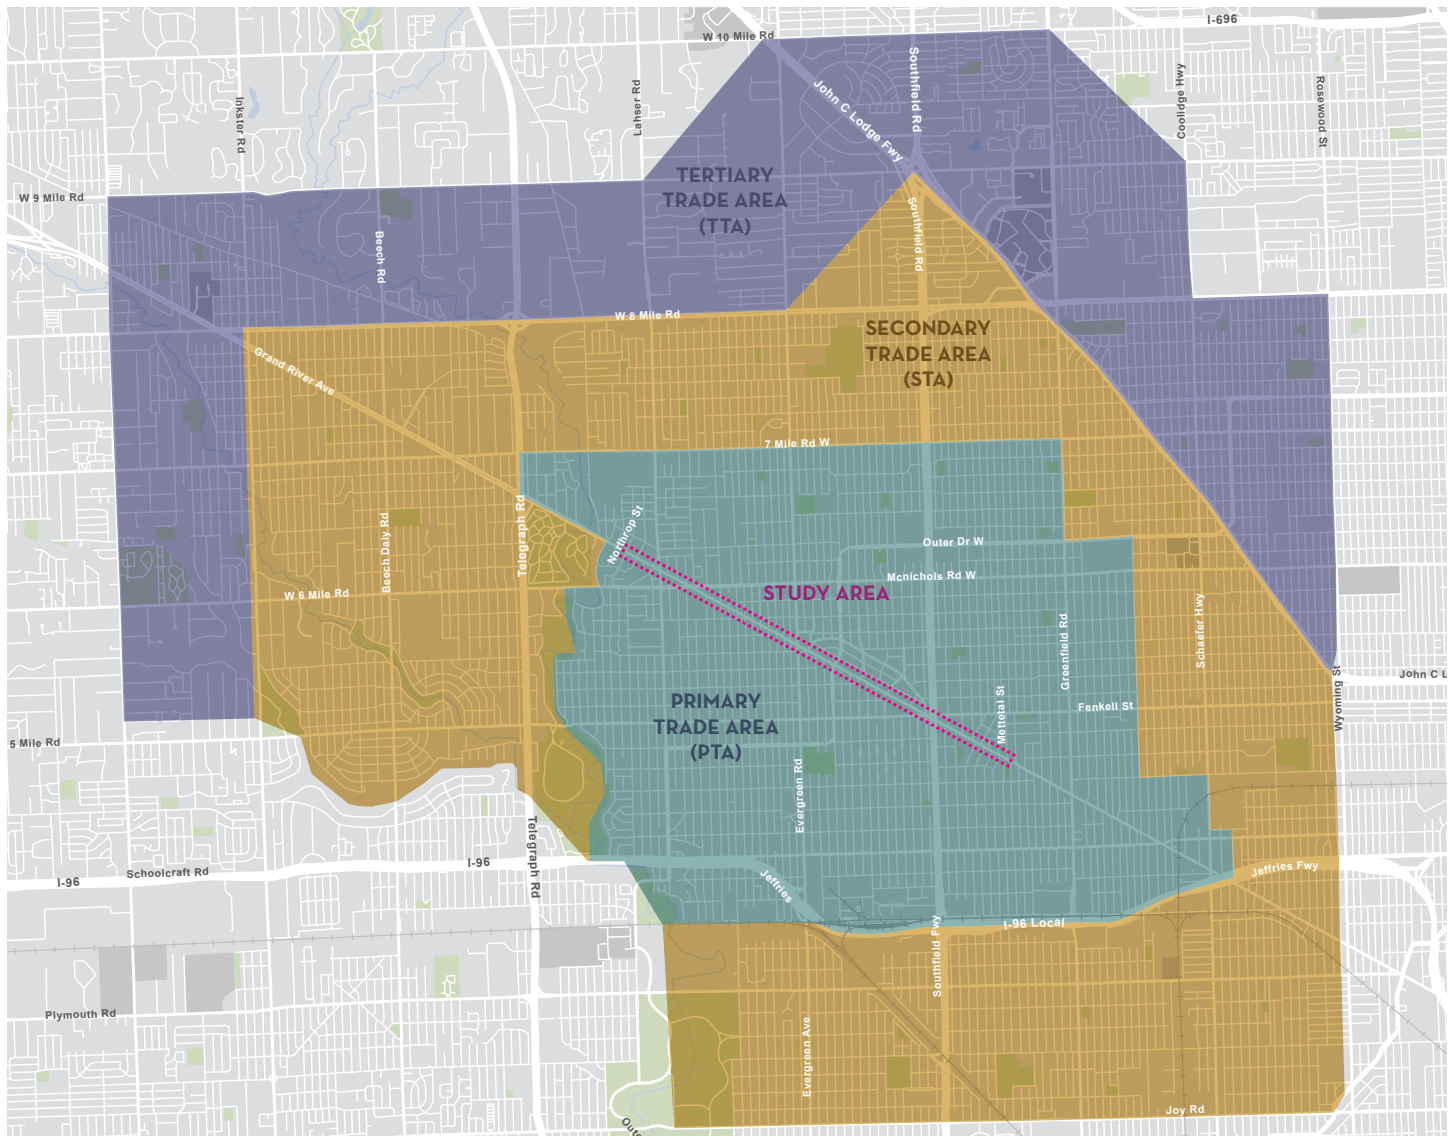 I-696
W 10 Mile Rd
Southfield Rd
Coolidge Hwy
Rosewood St
Lahser Rd
Inkster Rd
John C Lodge Fwy
TERTIARY
TRADE AREA
(TTA)
W 9 Mile Rd
Southfield Rd
Beech Rd
W 8 Mile Rd
SECONDARY
TRADE AREA
(STA)
Grand River Ave
7 Mile Rd W
Telegraph Rd
Northrop St
Beech Daly Rd
Outer Dr W
Mcnichols Rd W
W 6 Mile Rd
STUDY AREA
Schaefer Hwy
Greenfield Rd
John C L
Wyoming St
PRIMARY
TRADE AREA
(PTA)
Mettetal St
Fenkell St
5 Mile Rd
Evergreen Rd
Telegraph Rd
I-96
Schoolcraft Rd
I-96
Jeffries
Jeffries Fwy
I-96 Local
Southfield Fwy
Plymouth Rd
Evergreen Ave
Joy Rd
Oute